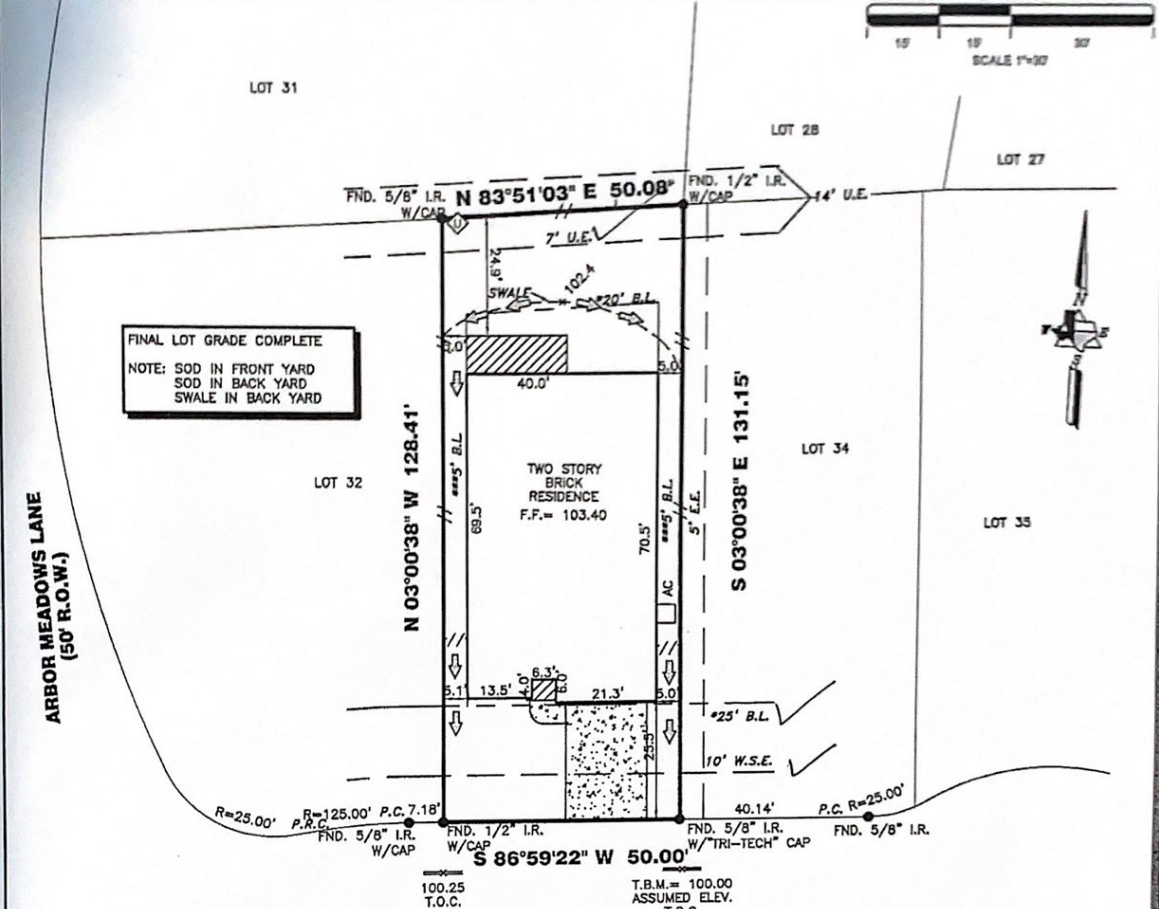 15'
15'
30'
SCALE 1"=30'
LOT 31
LOT 28
LOT 27
FND. 5/8" I.R.
W/CAP
N 83°51'03" E 50.08'
FND. 1/2" I.R.
W/CAP
14' U.E.
U
7' U.E.
24.9'
SWALE
102.4
*20' B.L.
N
E
S
FINAL LOT GRADE COMPLETE
NOTE: SOD IN FRONT YARD
SOD IN BACK YARD
SWALE IN BACK YARD
5.0'
40.0'
5.0'
N 03°00'38" W 128.41'
***5' B.L.
69.5'
TWO STORY
BRICK
RESIDENCE
F.F.= 103.40
70.5'
***5' B.L.
5' E.E.
S 03°00'38" E 131.15'
LOT 32
LOT 34
LOT 35
AC
ARBOR MEADOWS LANE
(50' R.O.W.)
5.1'
13.5'
4.0'
6.3'
6.0'
21.3'
5.0'
*25' B.L.
25.5'
10' W.S.E.
R=25.00'
P.R.C.
R=125.00'
P.C.
7.18'
FND. 5/8" I.R.
W/CAP
FND. 1/2" I.R.
W/CAP
40.14'
P.C.
R=25.00'
FND. 5/8" I.R.
W/"TRI-TECH" CAP
FND. 5/8" I.R.
S 86°59'22" W 50.00'
100.25
T.O.C.
T.B.M.= 100.00
ASSUMED ELEV.
T.O.C.